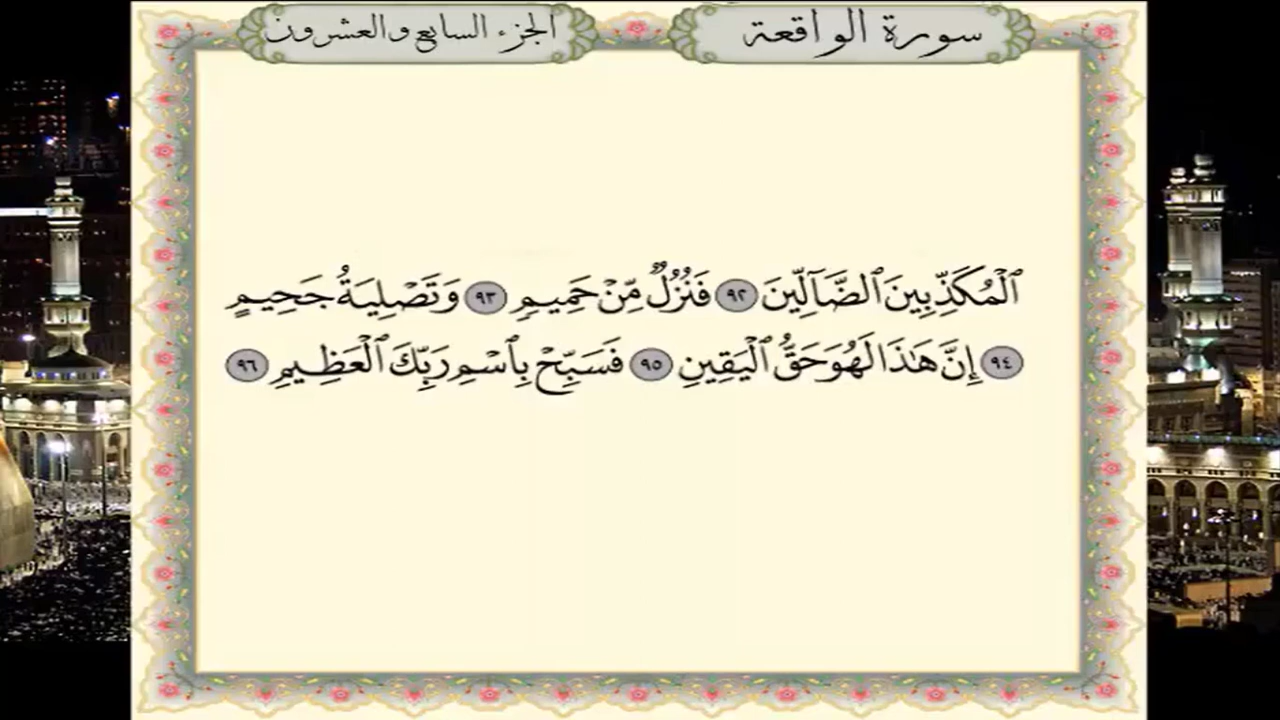 سورة الواقعة
الجزء السابع والعشرون
ٱلْمُكَذِّبِينَ ٱلضَّآلِّينَ ٩٢ فَنُزُلٌ مِّنْ حَمِيمٍ ٩٣ وَتَصْلِيَةُ جَحِيمٍ
٩٤ إِنَّ هَٰذَا لَهُوَ حَقُّ ٱلْيَقِينِ ٩٥ فَسَبِّحْ بِٱسْمِ رَبِّكَ ٱلْعَظِيمِ ٩٦